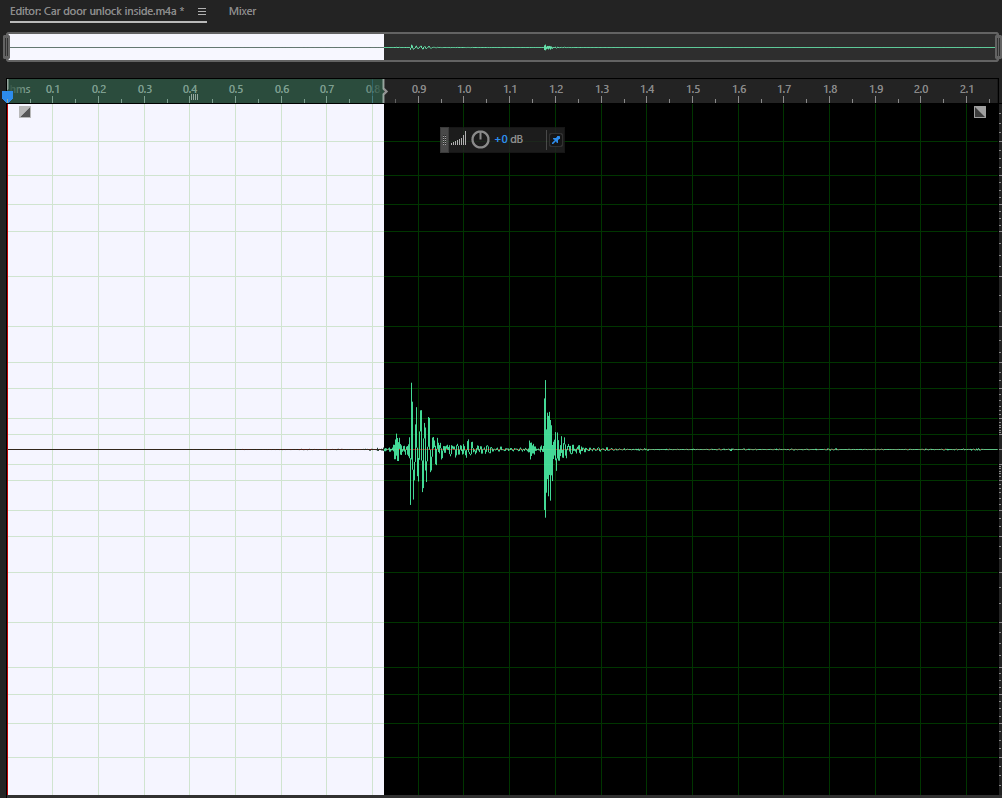 Editor: Car door unlock inside.m4a * Mixer
hms 0.1 0.2 0.3 0.4 0.5 0.6 0.7 0.8 0.9 1.0 1.1 1.2 1.3 1.4 1.5 1.6 1.7 1.8 1.9 2.0 2.1
+0 dB